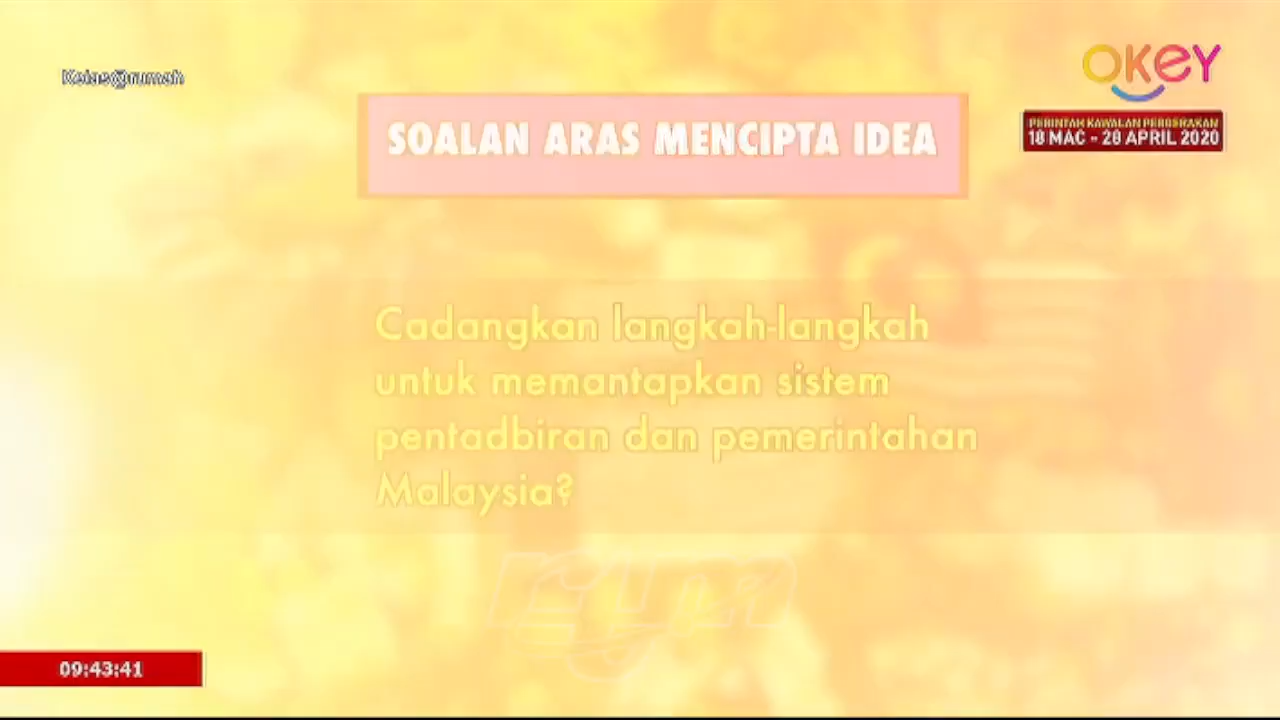 Kelas@rumah
OKEY
PERINTAH KAWALAN PERGERAKAN
18 MAC - 28 APRIL 2020
SOALAN ARAS MENCIPTA IDEA
Cadangkan langkah-langkah
untuk memantapkan sistem
pentadbiran dan pemerintahan
Malaysia?
09:43:41